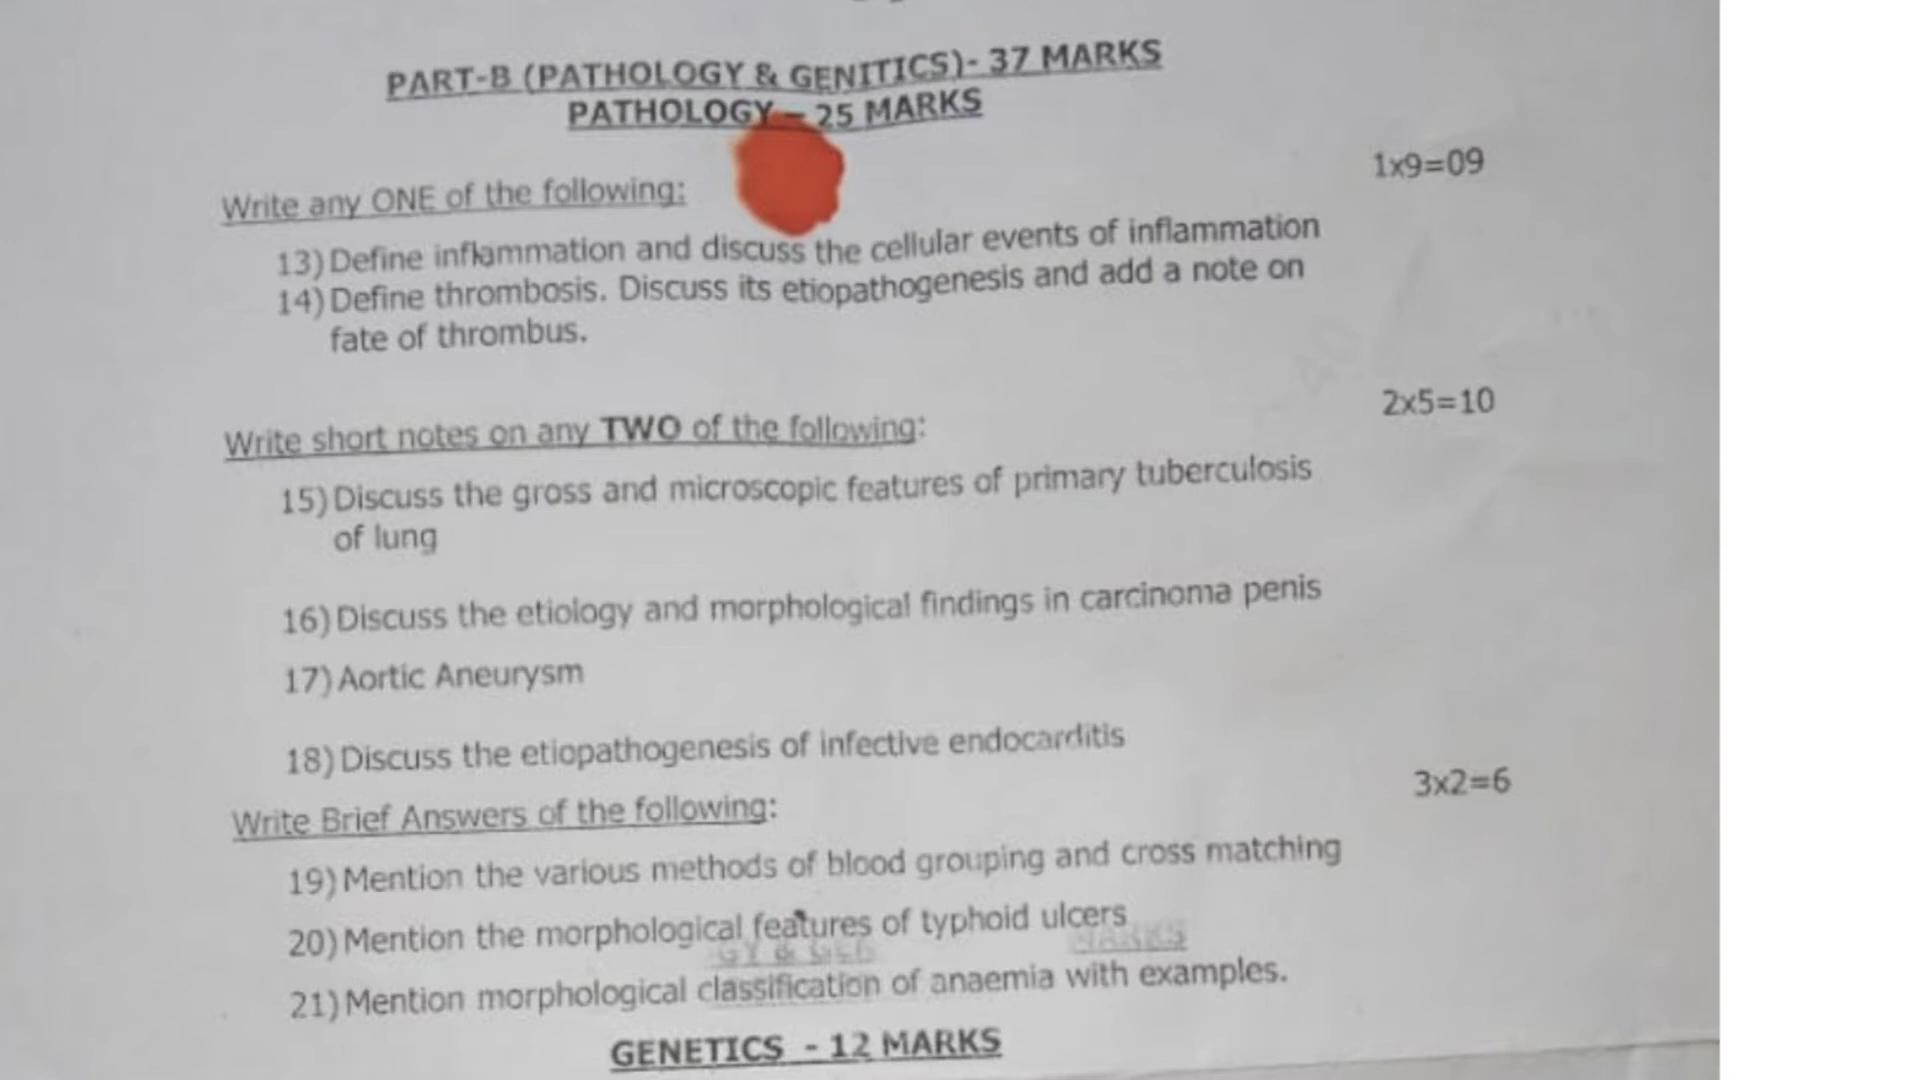 PART-B (PATHOLOGY & GENITICS)- 37 MARKS
PATHOLOGY – 25 MARKS
1x9=09
Write any ONE of the following:
13) Define inflammation and discuss the cellular events of inflammation
14) Define thrombosis. Discuss its etiopathogenesis and add a note on
fate of thrombus.
2x5=10
Write short notes on any TWO of the following:
15) Discuss the gross and microscopic features of primary tuberculosis
of lung
16) Discuss the etiology and morphological findings in carcinoma penis
17) Aortic Aneurysm
18) Discuss the etiopathogenesis of infective endocarditis
3x2=6
Write Brief Answers of the following:
19) Mention the various methods of blood grouping and cross matching
20) Mention the morphological features of typhoid ulcers
MARKS
21) Mention morphological classification of anaemia with examples.
GENETICS - 12 MARKS